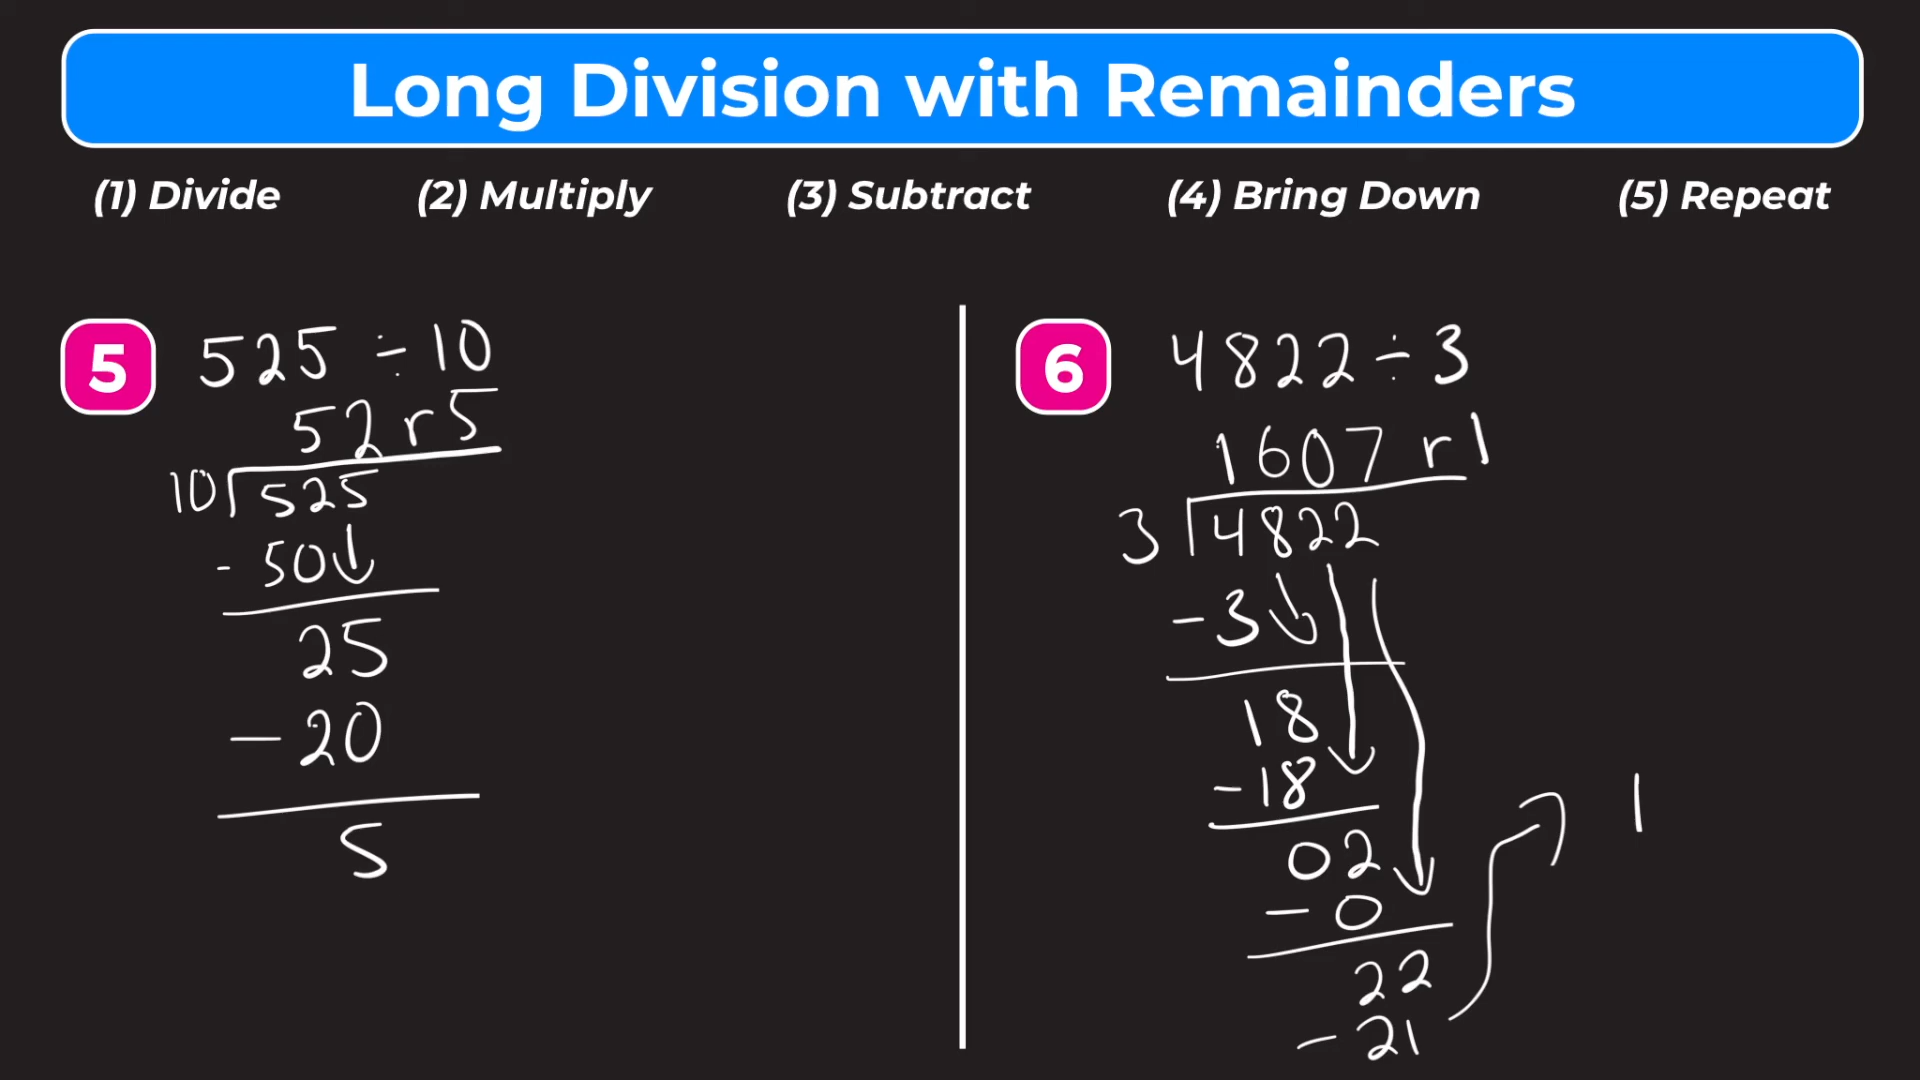 Long Division with Remainders
(1) Divide (2) Multiply (3) Subtract (4) Bring Down (5) Repeat
5 525 ÷ 10
52 r 5
10 525
- 50
25
- 20
5
6 4822 ÷ 3
1607 r 1
3 4822
- 3
18
- 18
02
- 0
22
- 21
1